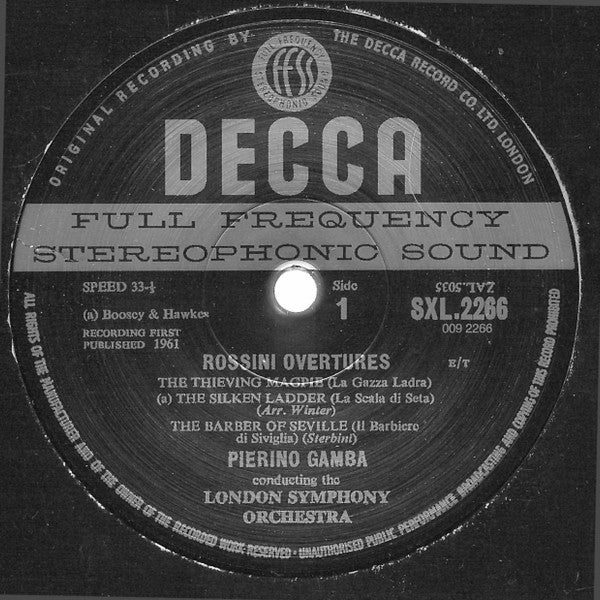 ORIGINAL RECORDING BY THE DECCA RECORD CO. LTD. LONDON
FULL FREQUENCY STEREOPHONIC SOUND
FFSS
DECCA
FULL FREQUENCY
STEREOPHONIC SOUND
SPEED 33-⅓ Side ZAL.5035
(a) Boosey & Hawkes 1 SXL.2266
RECORDING FIRST 009 2266
PUBLISHED 1961
ROSSINI OVERTURES E/T
THE THIEVING MAGPIE (La Gazza Ladra)
(a) THE SILKEN LADDER (La Scala di Seta)
(Arr. Winter)
THE BARBER OF SEVILLE (Il Barbiere
di Siviglia) (Sterbini)
PIERINO GAMBA
conducting the
LONDON SYMPHONY
ORCHESTRA
ALL RIGHTS OF THE MANUFACTURER AND OF THE OWNER OF THE RECORDED WORK RESERVED · UNAUTHORISED PUBLIC PERFORMANCE, BROADCASTING AND COPYING OF THIS RECORD PROHIBITED